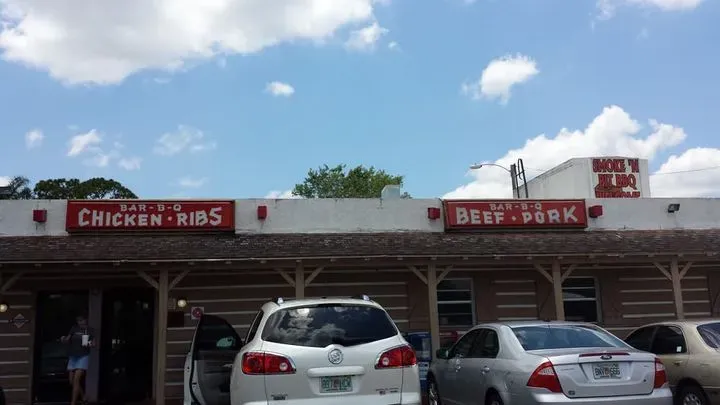 BAR-B-Q
CHICKEN · RIBS
BAR-B-Q
BEEF · PORK
SMOKE 'N
PIT BBQ